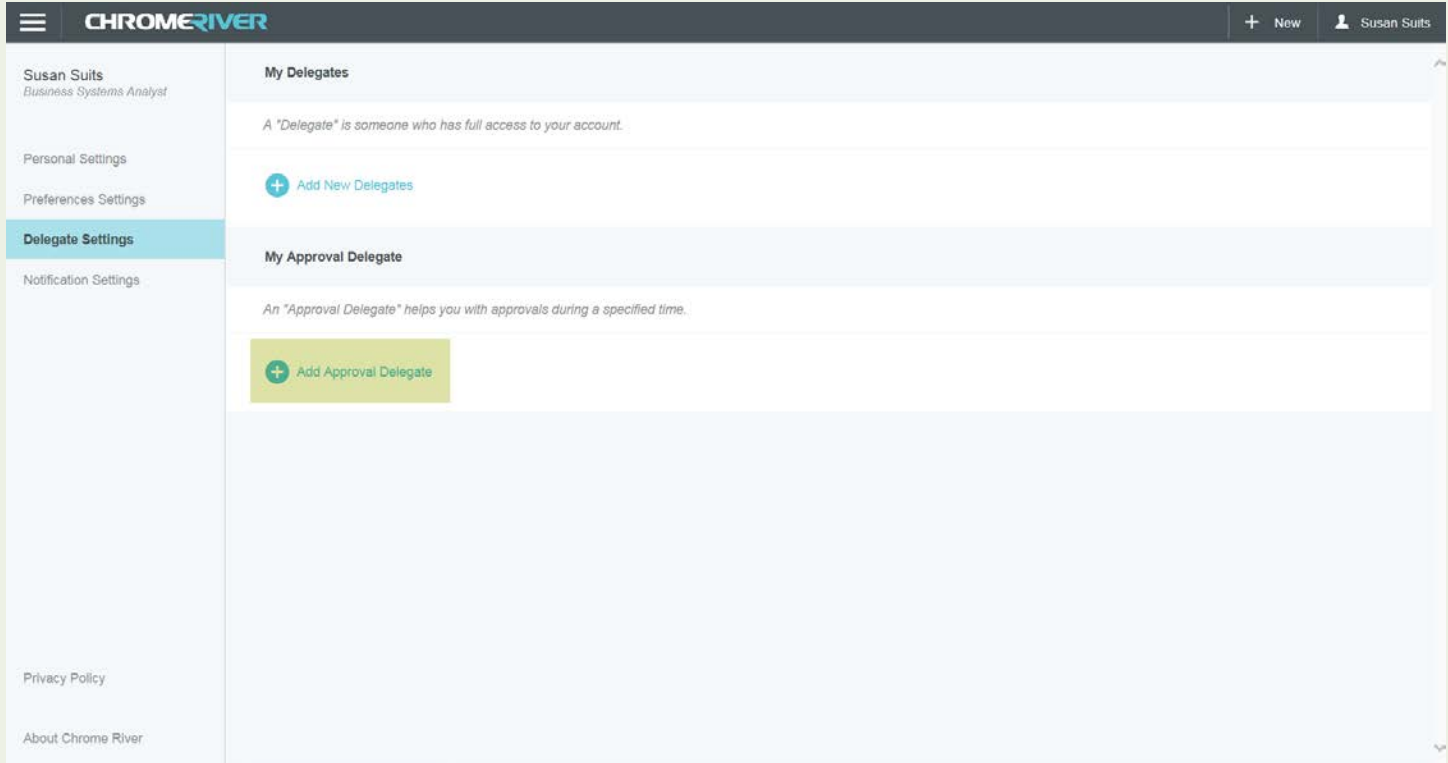 CHROMERIVER
+ New
Susan Suits
Susan Suits
Business Systems Analyst
Personal Settings
Preferences Settings
Delegate Settings
Notification Settings
Privacy Policy
About Chrome River
My Delegates
A "Delegate" is someone who has full access to your account.
Add New Delegates
My Approval Delegate
An "Approval Delegate" helps you with approvals during a specified time.
Add Approval Delegate